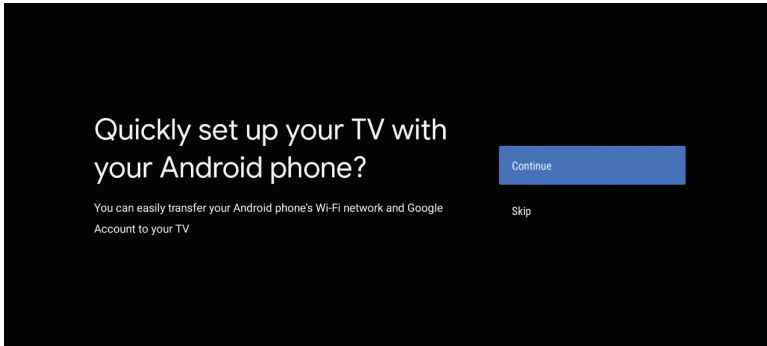 Quickly set up your TV with
your Android phone?
You can easily transfer your Android phone's Wi-Fi network and Google
Account to your TV
Continue
Skip